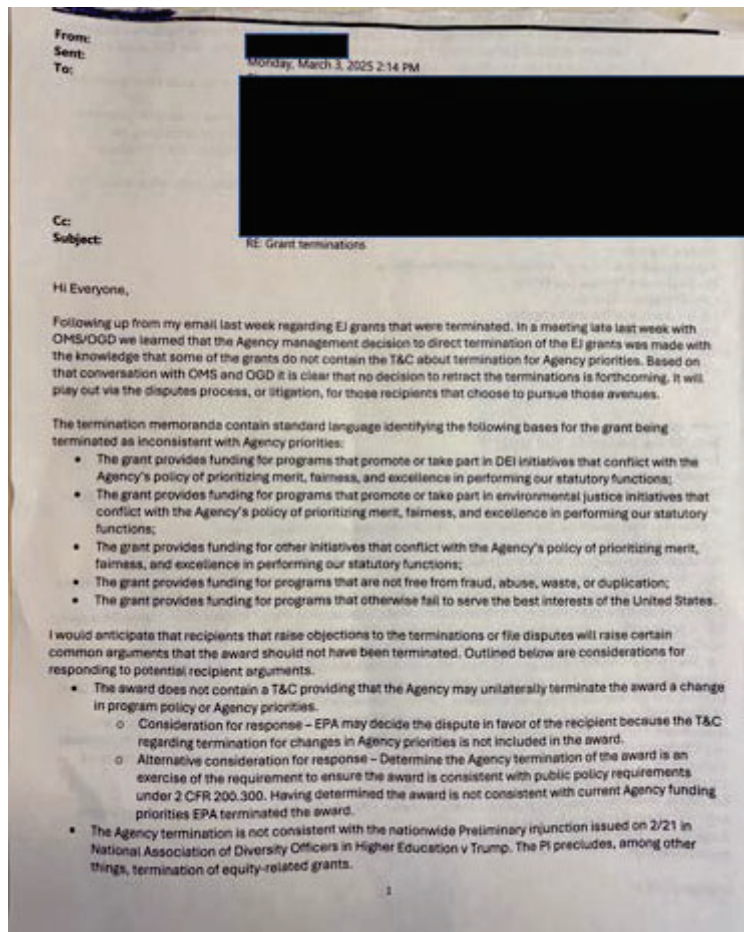 From:
Sent:
Monday, March 3, 2025 2:14 PM
To:
Cc:
Subject:
RE: Grant terminations
Hi Everyone,
Following up from my email last week regarding EJ grants that were terminated. In a meeting late last week with
OMS/OGD we learned that the Agency management decision to direct termination of the EJ grants was made with
the knowledge that some of the grants do not contain the T&C about termination for Agency priorities. Based on
that conversation with OMS and OGD it is clear that no decision to retract the terminations is forthcoming. It will
play out via the disputes process, or litigation, for those recipients that choose to pursue those avenues.
The termination memoranda contain standard language identifying the following bases for the grant being
terminated as inconsistent with Agency priorities:
• The grant provides funding for programs that promote or take part in DEI initiatives that conflict with the
Agency's policy of prioritizing merit, fairness, and excellence in performing our statutory functions;
• The grant provides funding for programs that promote or take part in environmental justice initiatives that
conflict with the Agency's policy of prioritizing merit, fairness, and excellence in performing our statutory
functions;
• The grant provides funding for other initiatives that conflict with the Agency's policy of prioritizing merit,
fairness, and excellence in performing our statutory functions;
• The grant provides funding for programs that are not free from fraud, abuse, waste, or duplication;
• The grant provides funding for programs that otherwise fail to serve the best interests of the United States.
I would anticipate that recipients that raise objections to the terminations or file disputes will raise certain
common arguments that the award should not have been terminated. Outlined below are considerations for
responding to potential recipient arguments.
• The award does not contain a T&C providing that the Agency may unilaterally terminate the award a change
in program policy or Agency priorities.
o Consideration for response – EPA may decide the dispute in favor of the recipient because the T&C
regarding termination for changes in Agency priorities is not included in the award.
o Alternative consideration for response – Determine the Agency termination of the award is an
exercise of the requirement to ensure the award is consistent with public policy requirements
under 2 CFR 200.300. Having determined the award is not consistent with current Agency funding
priorities EPA terminated the award.
• The Agency termination is not consistent with the nationwide Preliminary injunction issued on 2/21 in
National Association of Diversity Officers in Higher Education v Trump. The PI precludes, among other
things, termination of equity-related grants.